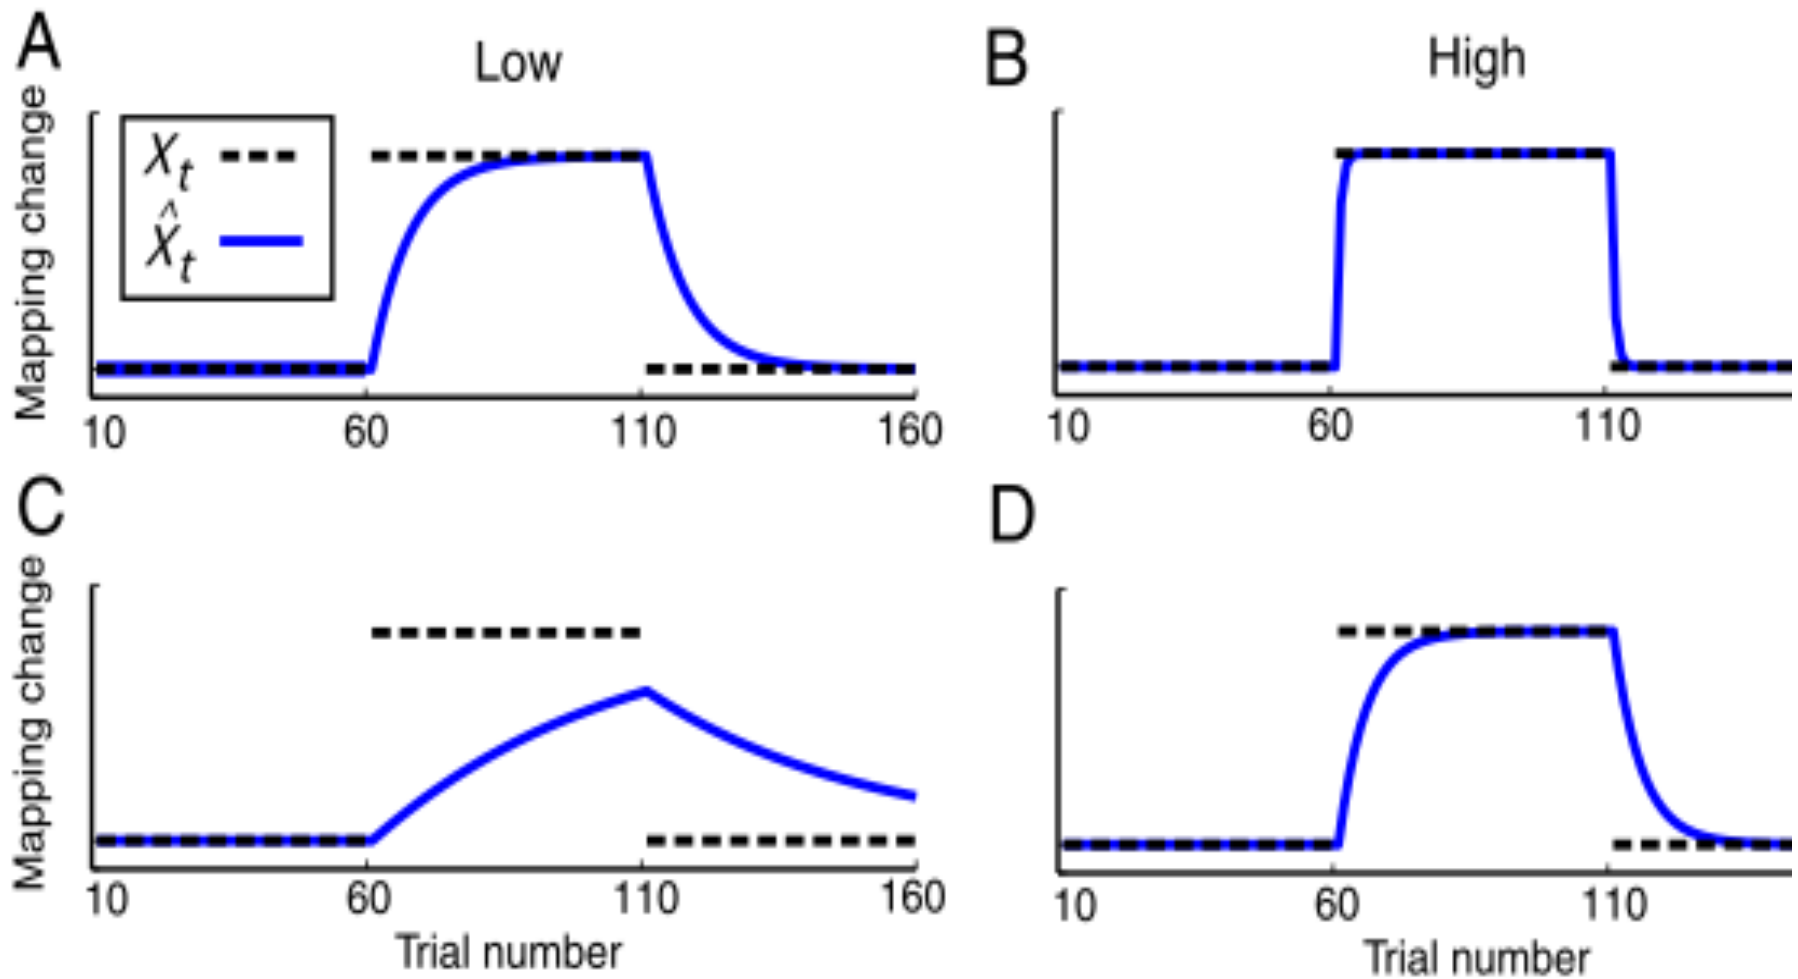 A
Low
Mapping change
X_t
X̂_t
10 60 110 160
B
High
10 60 110
C
Mapping change
10 60 110 160
Trial number
D
10 60 110
Trial number